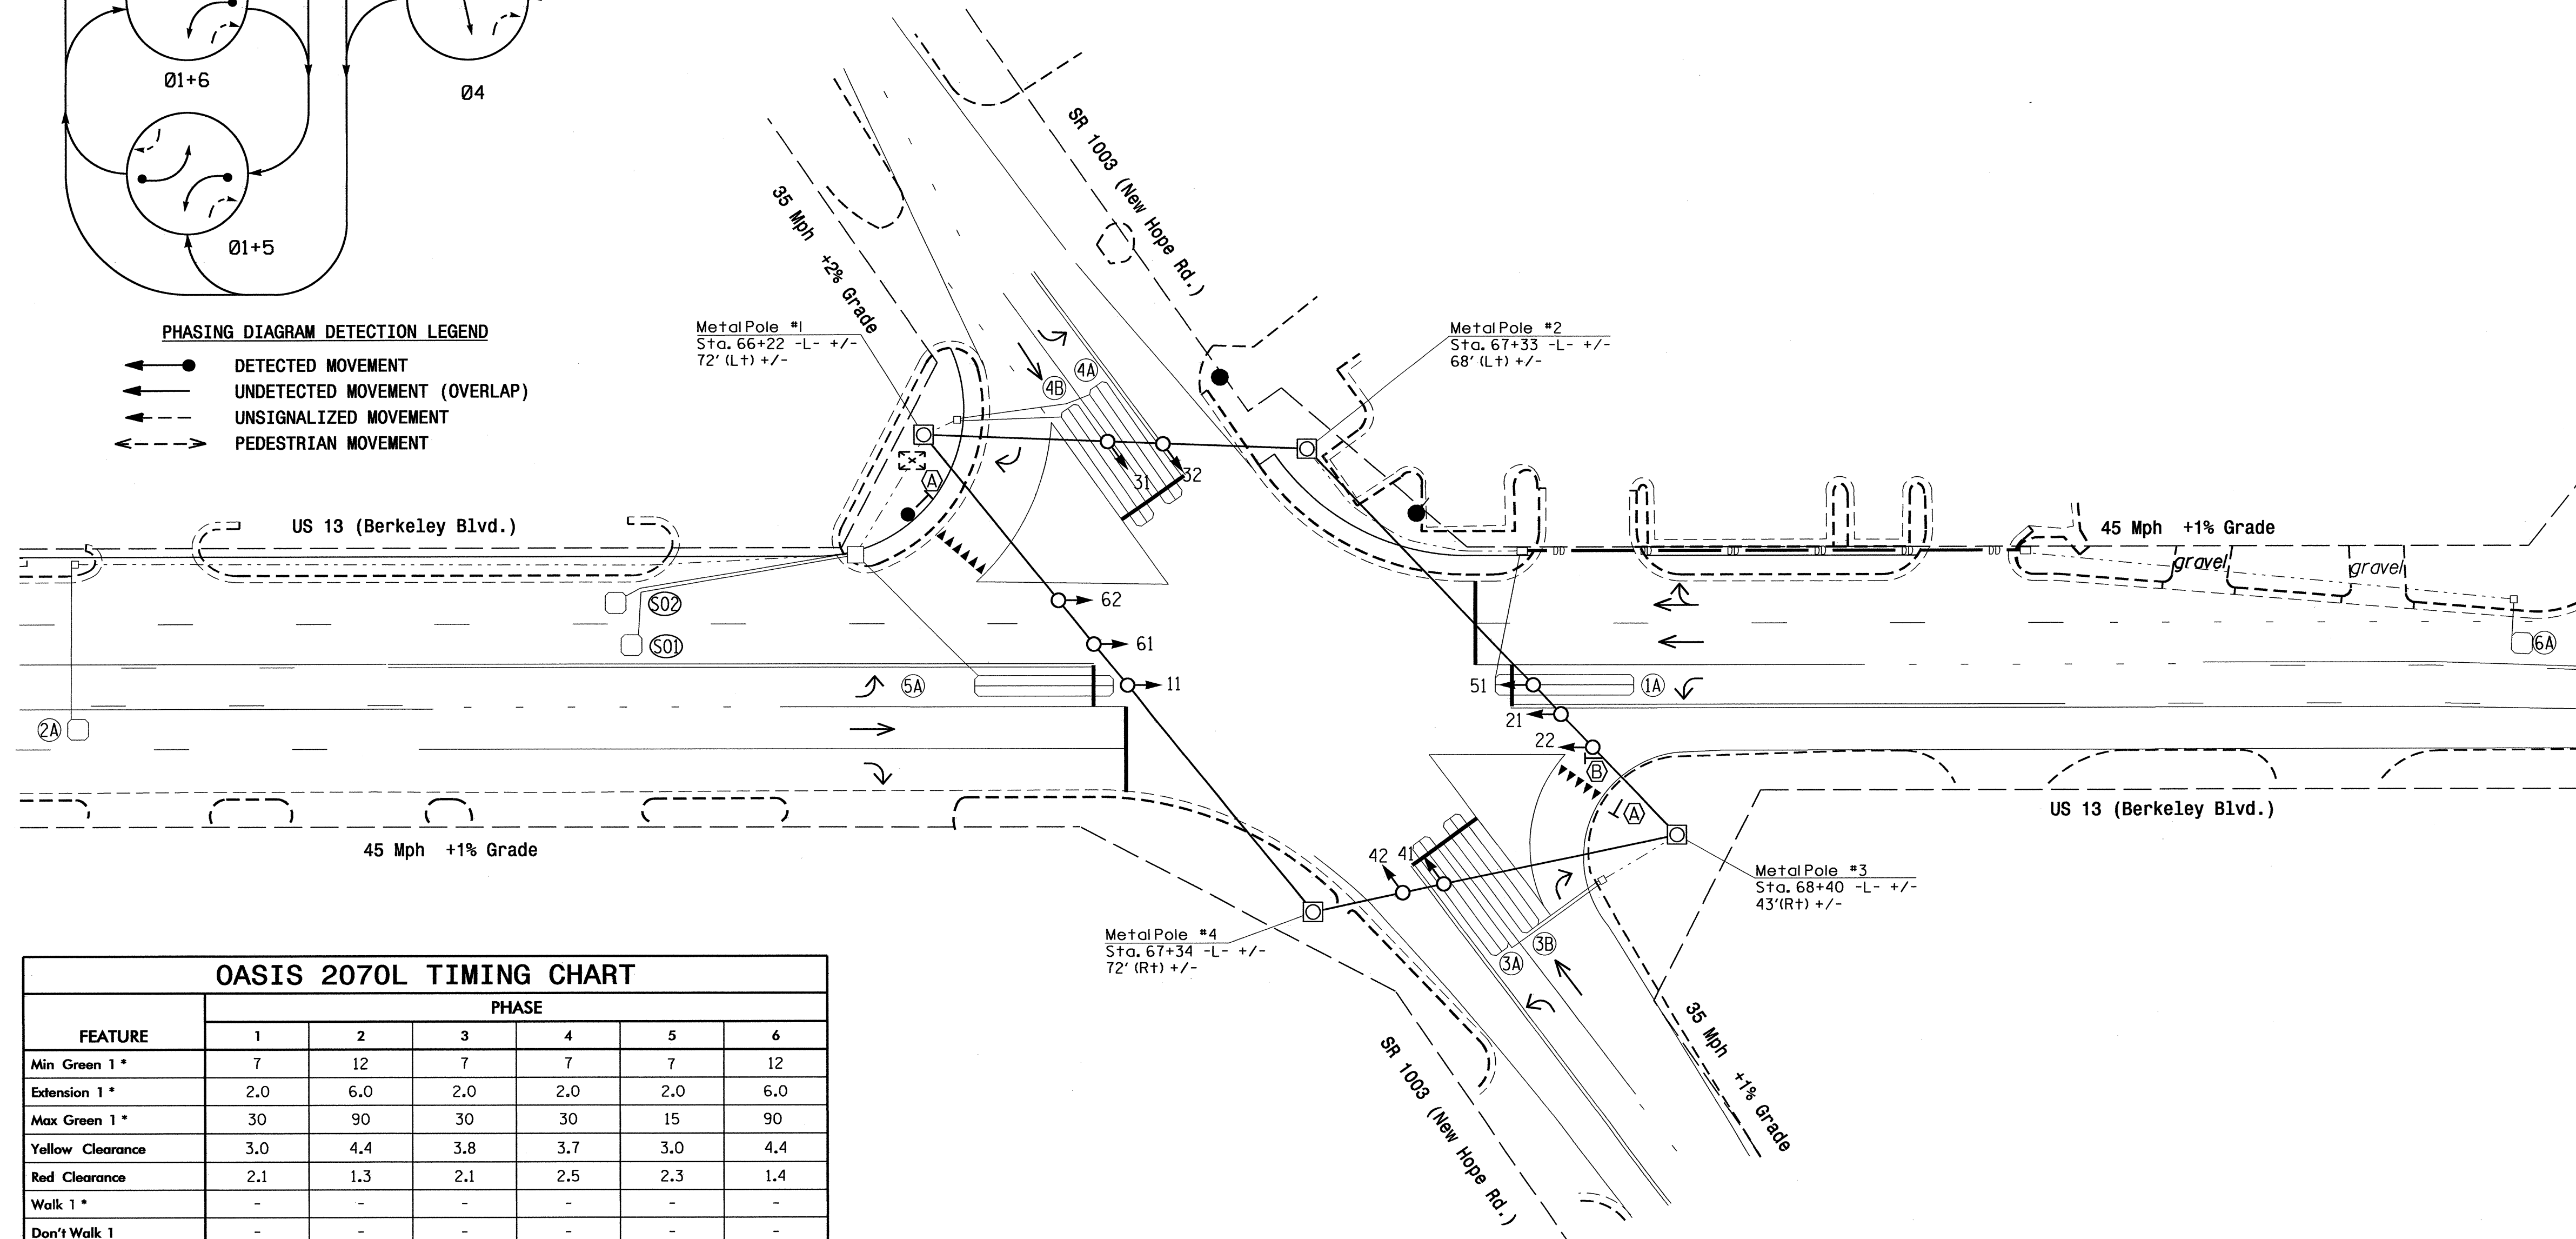 Ø1+6
Ø4
Ø1+5
PHASING DIAGRAM DETECTION LEGEND
DETECTED MOVEMENT
UNDETECTED MOVEMENT (OVERLAP)
UNSIGNALIZED MOVEMENT
PEDESTRIAN MOVEMENT
SR 1003 (New Hope Rd.)
35 Mph +2% Grade
Metal Pole #1
Sta. 66+22 -L- +/-
72' (Lt) +/-
Metal Pole #2
Sta. 67+33 -L- +/-
68' (Lt) +/-
4A
4B
31
32
A
US 13 (Berkeley Blvd.)
45 Mph +1% Grade
gravel
gravel
S02
S01
62
61
11
5A
2A
6A
51
1A
21
22
B
A
US 13 (Berkeley Blvd.)
45 Mph +1% Grade
42
41
Metal Pole #3
Sta. 68+40 -L- +/-
43'(Rt) +/-
Metal Pole #4
Sta. 67+34 -L- +/-
72' (Rt) +/-
3B
3A
35 Mph +1% Grade
SR 1003 (New Hope Rd.)
OASIS 2070L TIMING CHART
FEATURE
PHASE
1 2 3 4 5 6
Min Green 1 * 7 12 7 7 7 12
Extension 1 * 2.0 6.0 2.0 2.0 2.0 6.0
Max Green 1 * 30 90 30 30 15 90
Yellow Clearance 3.0 4.4 3.8 3.7 3.0 4.4
Red Clearance 2.1 1.3 2.1 2.5 2.3 1.4
Walk 1 * - - - - - -
Don't Walk 1 - - - - - -